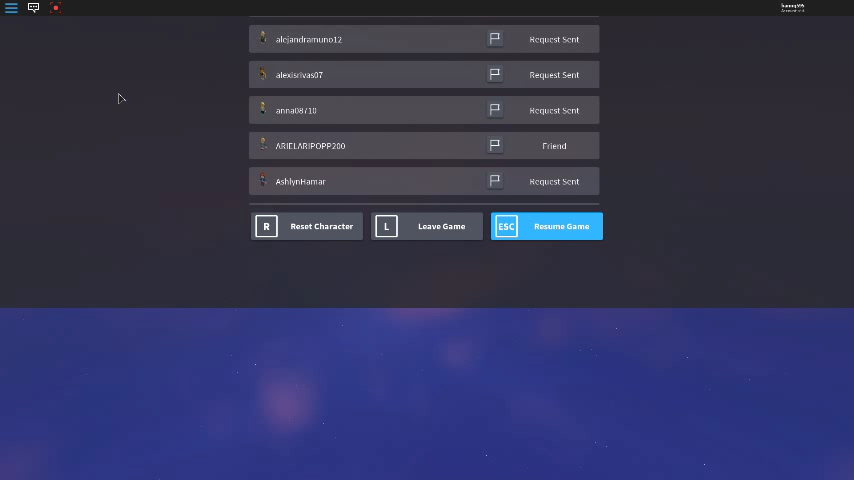 alejandramuno12 Request Sent
alexisrivas07 Request Sent
anna08710 Request Sent
ARIELARIPOPP200 Friend
AshlynHamar Request Sent
R Reset Character L Leave Game ESC Resume Game